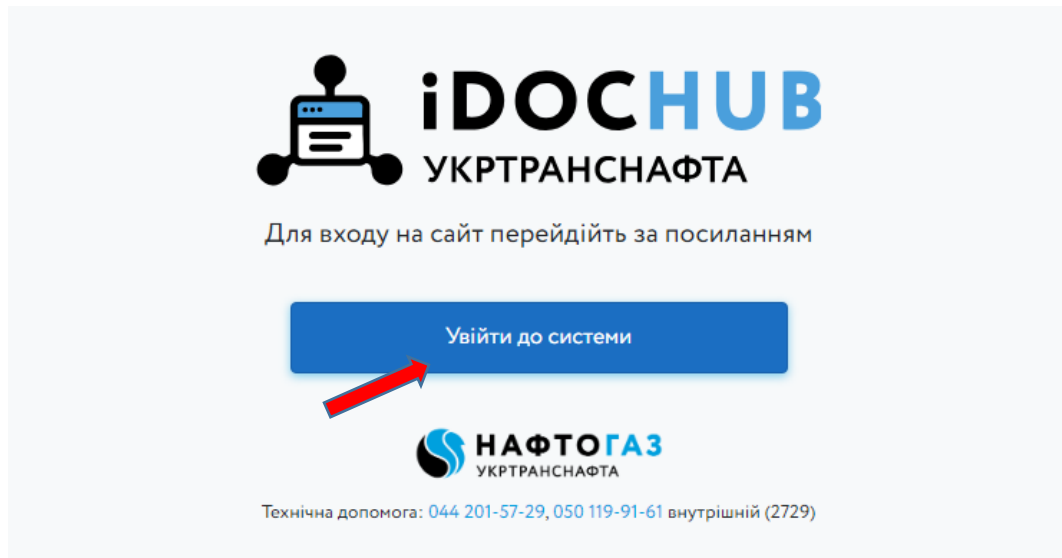 iDOCHUB
УКРТРАНСНАФТА
Для входу на сайт перейдійть за посиланням
Увійти до системи
НАФТОГАЗ
УКРТРАНСНАФТА
Технічна допомога: 044 201-57-29, 050 119-91-61 внутрішній (2729)